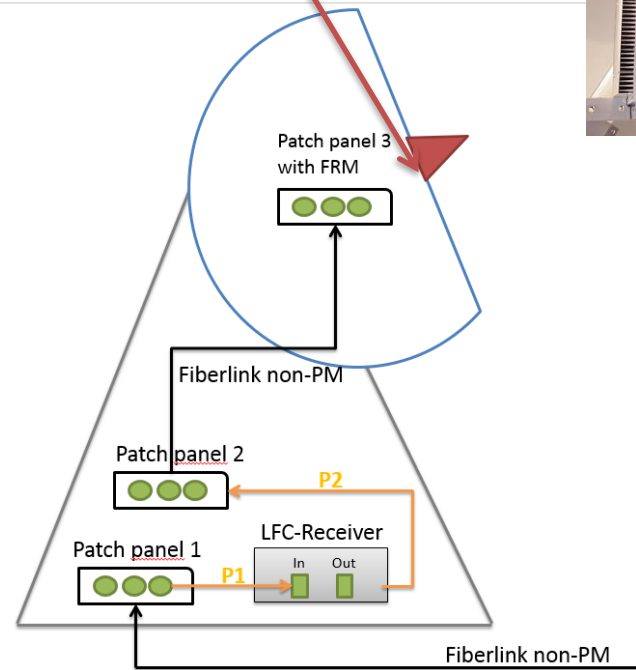 Patch panel 3
with FRM
Fiberlink non-PM
Patch panel 2
P2
LFC-Receiver
Patch panel 1
In Out
P1
Fiberlink non-PM